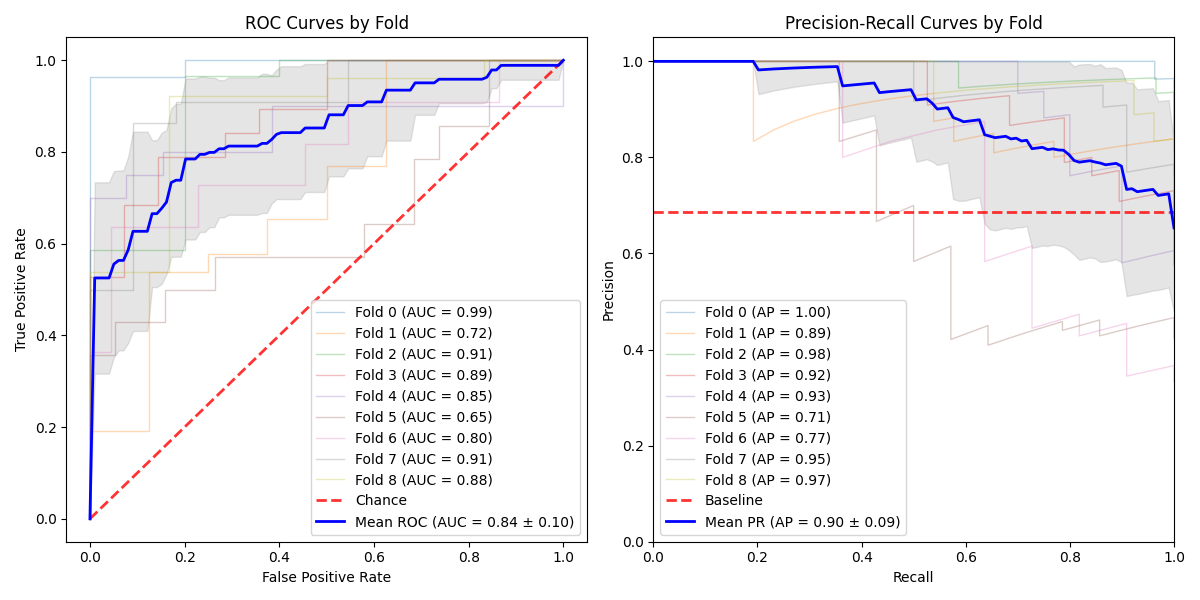 ROC Curves by Fold
1.0
0.8
0.6
0.4
0.2
0.0
True Positive Rate
0.0 0.2 0.4 0.6 0.8 1.0
False Positive Rate
Fold 0 (AUC = 0.99)
Fold 1 (AUC = 0.72)
Fold 2 (AUC = 0.91)
Fold 3 (AUC = 0.89)
Fold 4 (AUC = 0.85)
Fold 5 (AUC = 0.65)
Fold 6 (AUC = 0.80)
Fold 7 (AUC = 0.91)
Fold 8 (AUC = 0.88)
Chance
Mean ROC (AUC = 0.84 ± 0.10)
Precision-Recall Curves by Fold
1.0
0.8
0.6
0.4
0.2
0.0
Precision
0.0 0.2 0.4 0.6 0.8 1.0
Recall
Fold 0 (AP = 1.00)
Fold 1 (AP = 0.89)
Fold 2 (AP = 0.98)
Fold 3 (AP = 0.92)
Fold 4 (AP = 0.93)
Fold 5 (AP = 0.71)
Fold 6 (AP = 0.77)
Fold 7 (AP = 0.95)
Fold 8 (AP = 0.97)
Baseline
Mean PR (AP = 0.90 ± 0.09)